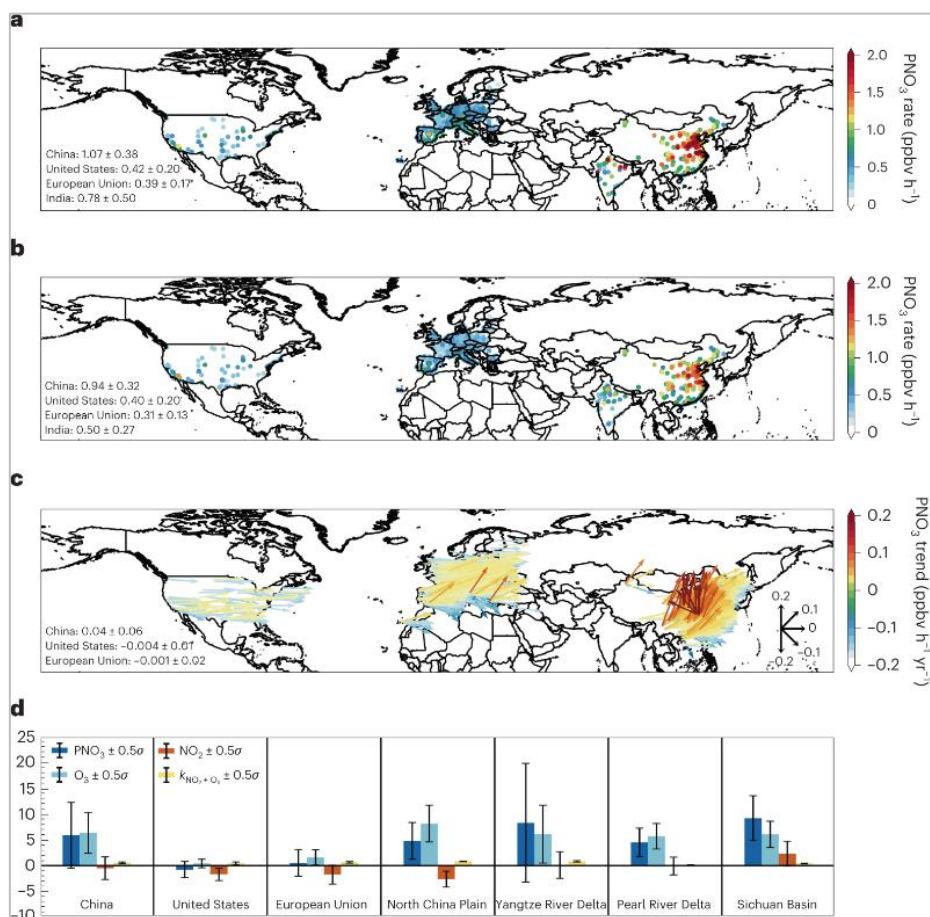 a
2.0
1.5
1.0
0.5
0
PNO₃ rate (ppbv h⁻¹)
China: 1.07 ± 0.38
United States: 0.42 ± 0.20
European Union: 0.39 ± 0.17
India: 0.78 ± 0.50
b
2.0
1.5
1.0
0.5
0
PNO₃ rate (ppbv h⁻¹)
China: 0.94 ± 0.32
United States: 0.40 ± 0.20
European Union: 0.31 ± 0.13
India: 0.50 ± 0.27
c
0.2
0.1
0
−0.1
−0.2
PNO₃ trend (ppbv h⁻¹ yr⁻¹)
0.2
0.1
0
−0.1
−0.2
China: 0.04 ± 0.06
United States: −0.004 ± 0.01
European Union: −0.001 ± 0.02
d
25
20
15
10
5
0
−5
−10
PNO₃ ± 0.5σ
NO₂ ± 0.5σ
O₃ ± 0.5σ
k NO₂ + O₃ ± 0.5σ
China
United States
European Union
North China Plain
Yangtze River Delta
Pearl River Delta
Sichuan Basin